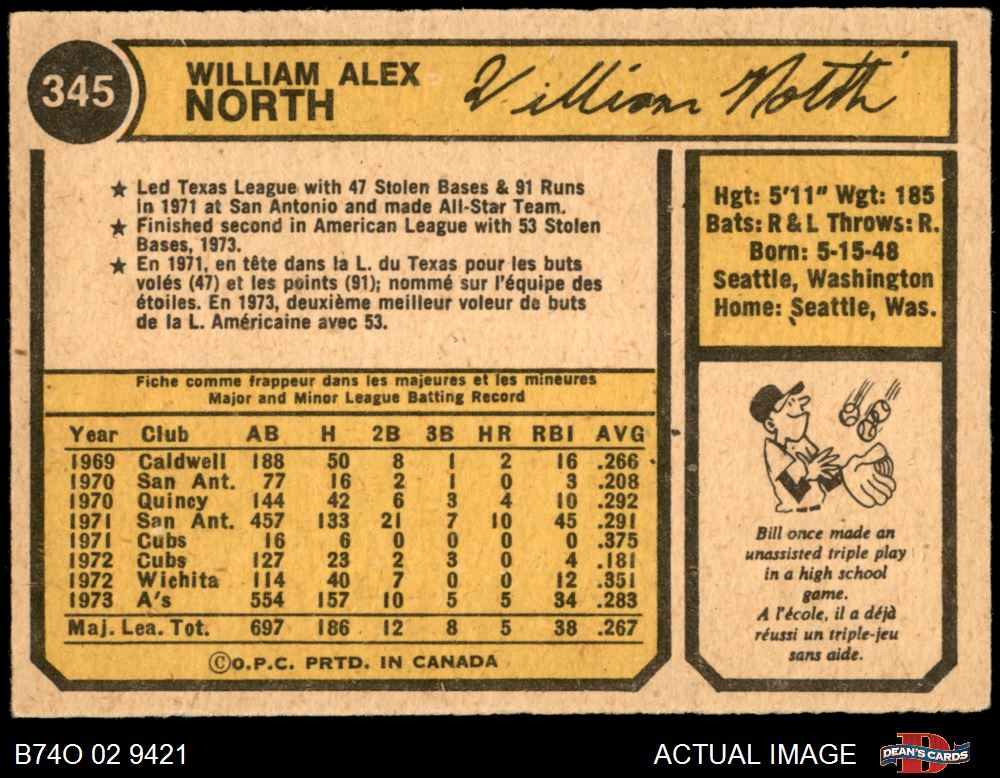 345
WILLIAM ALEX
NORTH
William North
★ Led Texas League with 47 Stolen Bases & 91 Runs
in 1971 at San Antonio and made All-Star Team.
★ Finished second in American League with 53 Stolen
Bases, 1973.
★ En 1971, en tête dans la L. du Texas pour les buts
volés (47) et les points (91); nommé sur l'équipe des
étoiles. En 1973, deuxième meilleur voleur de buts
de la L. Américaine avec 53.
Hgt: 5'11" Wgt: 185
Bats: R & L Throws: R.
Born: 5-15-48
Seattle, Washington
Home: Seattle, Was.
Fiche comme frappeur dans les majeures et les mineures
Major and Minor League Batting Record
Year Club AB H 2B 3B HR RBI AVG
1969 Caldwell 188 50 8 1 2 16 .266
1970 San Ant. 77 16 2 1 0 3 .208
1970 Quincy 144 42 6 3 4 10 .292
1971 San Ant. 457 133 21 7 10 45 .291
1971 Cubs 16 6 0 0 0 0 .375
1972 Cubs 127 23 2 3 0 4 .181
1972 Wichita 114 40 7 0 0 12 .351
1973 A's 554 157 10 5 5 34 .283
Maj. Lea. Tot. 697 186 12 8 5 38 .267
©O.P.C. PRTD. IN CANADA
Bill once made an
unassisted triple play
in a high school
game.
A l'école, il a déjà
réussi un triple-jeu
sans aide.
B74O 02 9421
ACTUAL IMAGE
DEAN'S CARDS